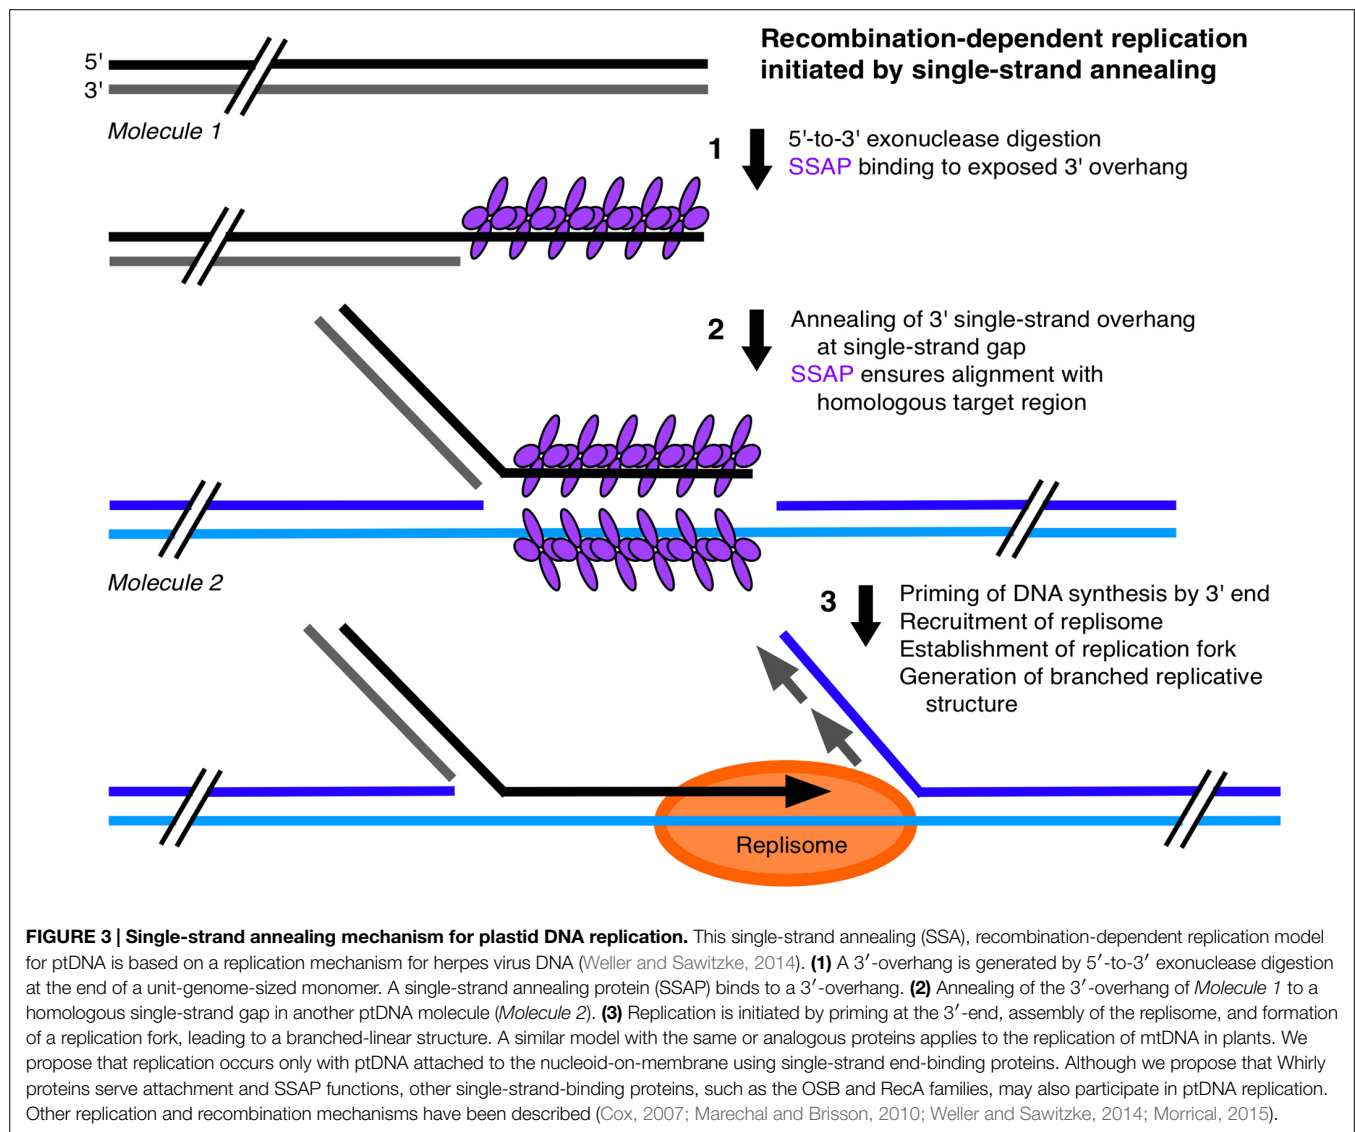 Recombination-dependent replication
initiated by single-strand annealing
5'
3'
Molecule 1
1
5'-to-3' exonuclease digestion
SSAP binding to exposed 3' overhang
2
Annealing of 3' single-strand overhang
at single-strand gap
SSAP ensures alignment with
homologous target region
Molecule 2
3
Priming of DNA synthesis by 3' end
Recruitment of replisome
Establishment of replication fork
Generation of branched replicative
structure
Replisome
FIGURE 3 | Single-strand annealing mechanism for plastid DNA replication. This single-strand annealing (SSA), recombination-dependent replication model
for ptDNA is based on a replication mechanism for herpes virus DNA (Weller and Sawitzke, 2014). (1) A 3′-overhang is generated by 5′-to-3′ exonuclease digestion
at the end of a unit-genome-sized monomer. A single-strand annealing protein (SSAP) binds to a 3′-overhang. (2) Annealing of the 3′-overhang of Molecule 1 to a
homologous single-strand gap in another ptDNA molecule (Molecule 2). (3) Replication is initiated by priming at the 3′-end, assembly of the replisome, and formation
of a replication fork, leading to a branched-linear structure. A similar model with the same or analogous proteins applies to the replication of mtDNA in plants. We
propose that replication occurs only with ptDNA attached to the nucleoid-on-membrane using single-strand end-binding proteins. Although we propose that Whirly
proteins serve attachment and SSAP functions, other single-strand-binding proteins, such as the OSB and RecA families, may also participate in ptDNA replication.
Other replication and recombination mechanisms have been described (Cox, 2007; Marechal and Brisson, 2010; Weller and Sawitzke, 2014; Morrical, 2015).